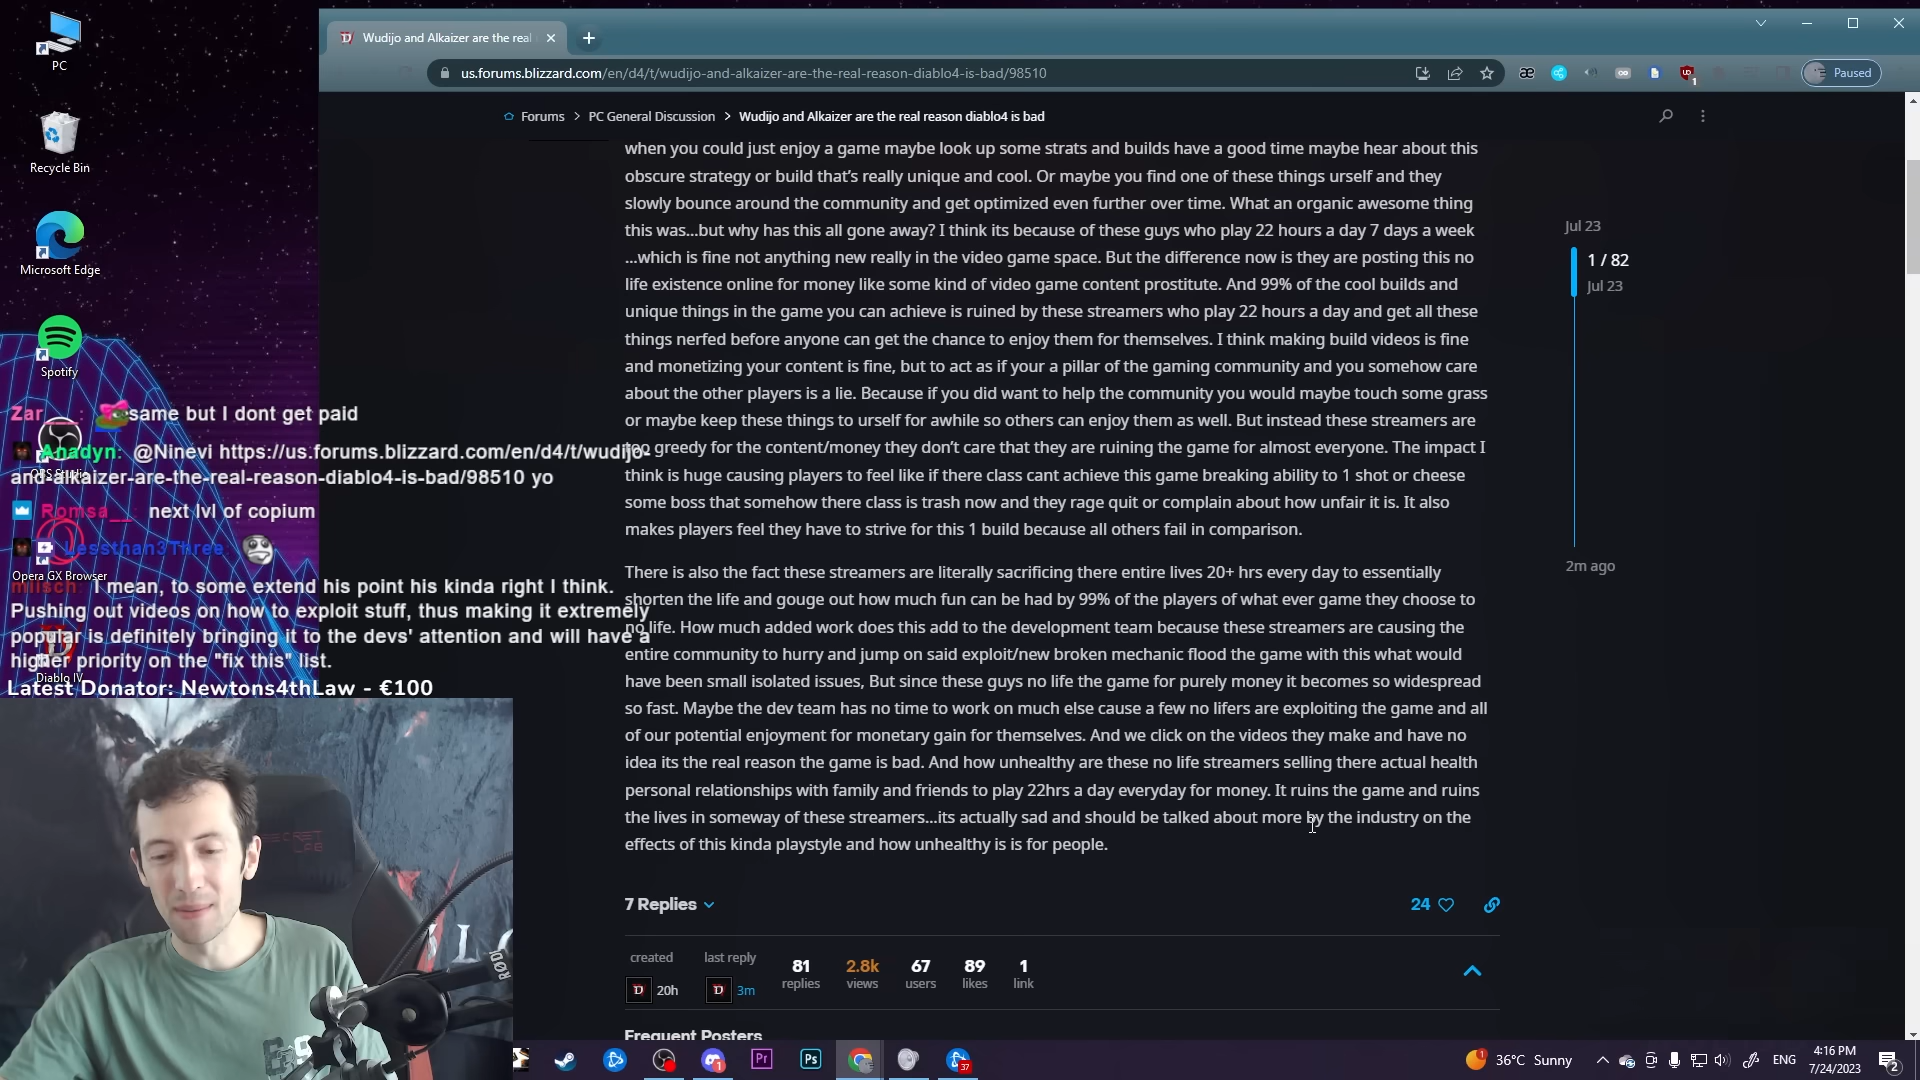 PC
Recycle Bin
Microsoft Edge
Spotify
Opera GX Browser
Diablo IV
Wudijo and Alkaizer are the real
us.forums.blizzard.com/en/d4/t/wudijo-and-alkaizer-are-the-real-reason-diablo4-is-bad/98510
Paused
Forums > PC General Discussion > Wudijo and Alkaizer are the real reason diablo4 is bad
when you could just enjoy a game maybe look up some strats and builds have a good time maybe hear about this
obscure strategy or build that's really unique and cool. Or maybe you find one of these things urself and they
slowly bounce around the community and get optimized even further over time. What an organic awesome thing
this was...but why has this all gone away? I think its because of these guys who play 22 hours a day 7 days a week
...which is fine not anything new really in the video game space. But the difference now is they are posting this no
life existence online for money like some kind of video game content prostitute. And 99% of the cool builds and
unique things in the game you can achieve is ruined by these streamers who play 22 hours a day and get all these
things nerfed before anyone can get the chance to enjoy them for themselves. I think making build videos is fine
and monetizing your content is fine, but to act as if your a pillar of the gaming community and you somehow care
about the other players is a lie. Because if you did want to help the community you would maybe touch some grass
or maybe keep these things to urself for awhile so others can enjoy them as well. But instead these streamers are
too greedy for the content/money they don't care that they are ruining the game for almost everyone. The impact I
think is huge causing players to feel like if there class cant achieve this game breaking ability to 1 shot or cheese
some boss that somehow there class is trash now and they rage quit or complain about how unfair it is. It also
makes players feel they have to strive for this 1 build because all others fail in comparison.
There is also the fact these streamers are literally sacrificing there entire lives 20+ hrs every day to essentially
shorten the life and gouge out how much fun can be had by 99% of the players of what ever game they choose to
no life. How much added work does this add to the development team because these streamers are causing the
entire community to hurry and jump on said exploit/new broken mechanic flood the game with this what would
have been small isolated issues, But since these guys no life the game for purely money it becomes so widespread
so fast. Maybe the dev team has no time to work on much else cause a few no lifers are exploiting the game and all
of our potential enjoyment for monetary gain for themselves. And we click on the videos they make and have no
idea its the real reason the game is bad. And how unhealthy are these no life streamers selling there actual health
personal relationships with family and friends to play 22hrs a day everyday for money. It ruins the game and ruins
the lives in someway of these streamers...its actually sad and should be talked about more by the industry on the
effects of this kinda playstyle and how unhealthy is is for people.
7 Replies
24
created
20h
last reply
3m
81 replies
2.8k views
67 users
89 likes
1 link
Frequent Posters
Jul 23
1 / 82
Jul 23
2m ago
Zar___: same but I dont get paid
Anadyn: @Ninevi https://us.forums.blizzard.com/en/d4/t/wudijo-
and-alkaizer-are-the-real-reason-diablo4-is-bad/98510 yo
Romsa__: next lvl of copium
Lessthan3Three:
I mean, to some extend his point his kinda right I think.
Pushing out videos on how to exploit stuff, thus making it extremely
popular is definitely bringing it to the devs' attention and will have a
higher priority on the "fix this" list.
Latest Donator: Newtons4thLaw - €100
Pr
Ps
1
37
36°C Sunny
ENG
4:16 PM
7/24/2023
2